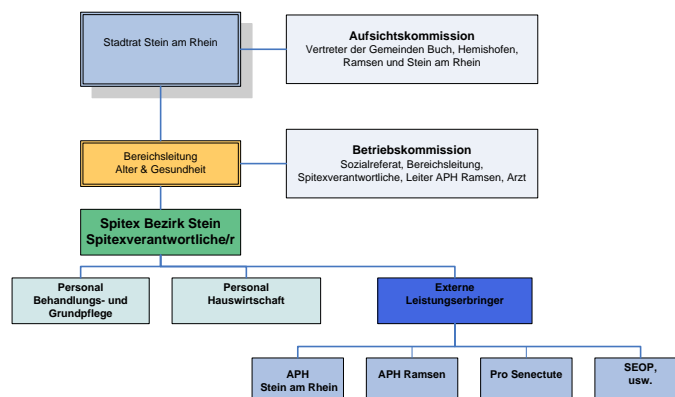 Stadtrat Stein am Rhein
Aufsichtskommission
Vertreter der Gemeinden Buch, Hemishofen,
Ramsen und Stein am Rhein
Bereichsleitung
Alter & Gesundheit
Betriebskommission
Sozialreferat, Bereichsleitung,
Spitexverantwortliche, Leiter APH Ramsen, Arzt
Spitex Bezirk Stein
Spitexverantwortliche/r
Personal
Behandlungs- und
Grundpflege
Personal
Hauswirtschaft
Externe
Leistungserbringer
APH
Stein am Rhein
APH Ramsen
Pro Senectute
SEOP,
usw.